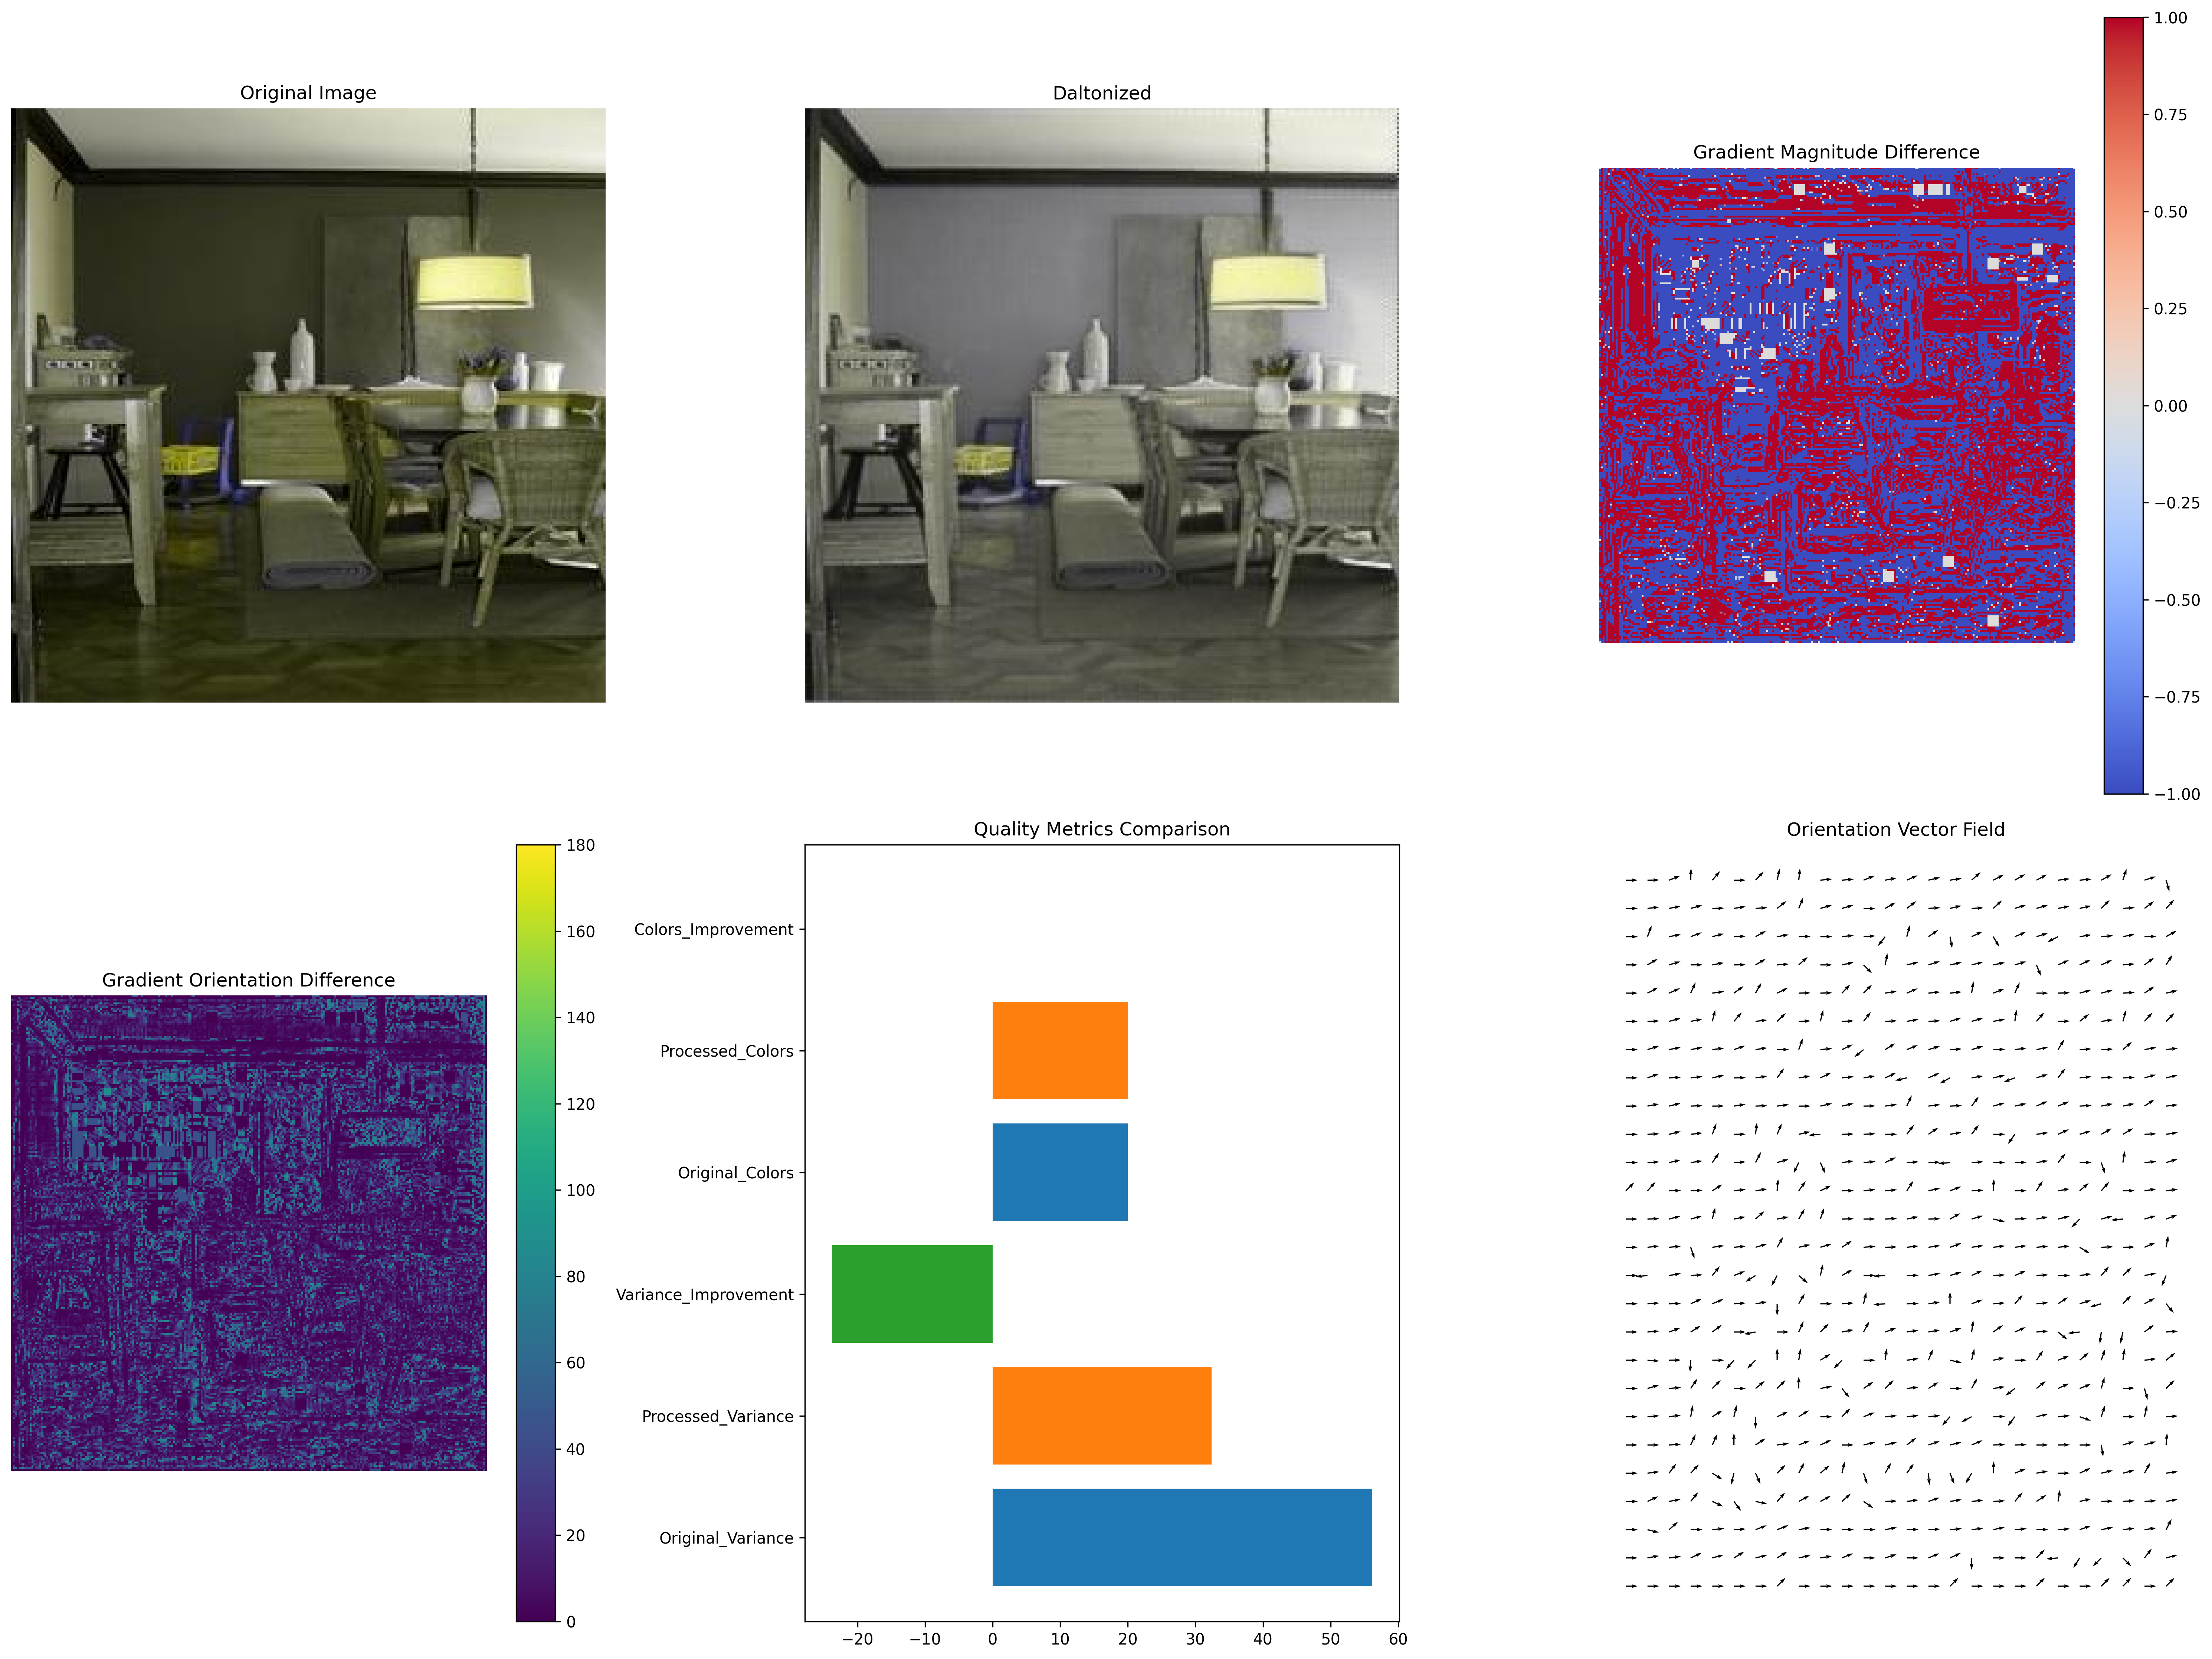 Original Image
Daltonized
Gradient Magnitude Difference
1.00
0.75
0.50
0.25
0.00
−0.25
−0.50
−0.75
−1.00
Gradient Orientation Difference
180
160
140
120
100
80
60
40
20
0
Quality Metrics Comparison
Colors_Improvement
Processed_Colors
Original_Colors
Variance_Improvement
Processed_Variance
Original_Variance
−20 −10 0 10 20 30 40 50 60
Orientation Vector Field